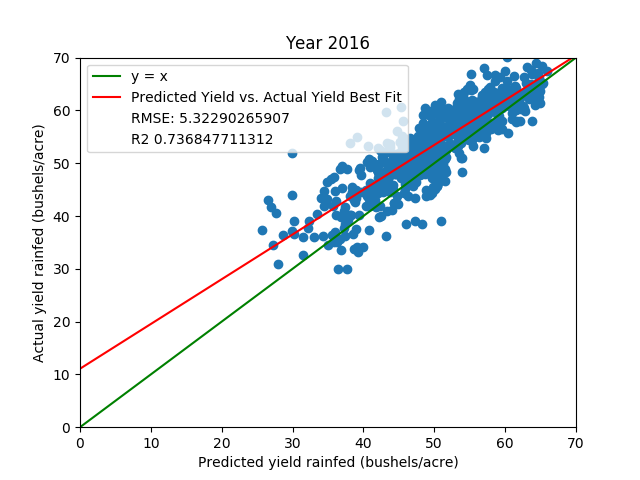 Year 2016
y = x
Predicted Yield vs. Actual Yield Best Fit
RMSE: 5.32290265907
R2 0.736847711312
Actual yield rainfed (bushels/acre)
70
60
50
40
30
20
10
0
0 10 20 30 40 50 60 70
Predicted yield rainfed (bushels/acre)